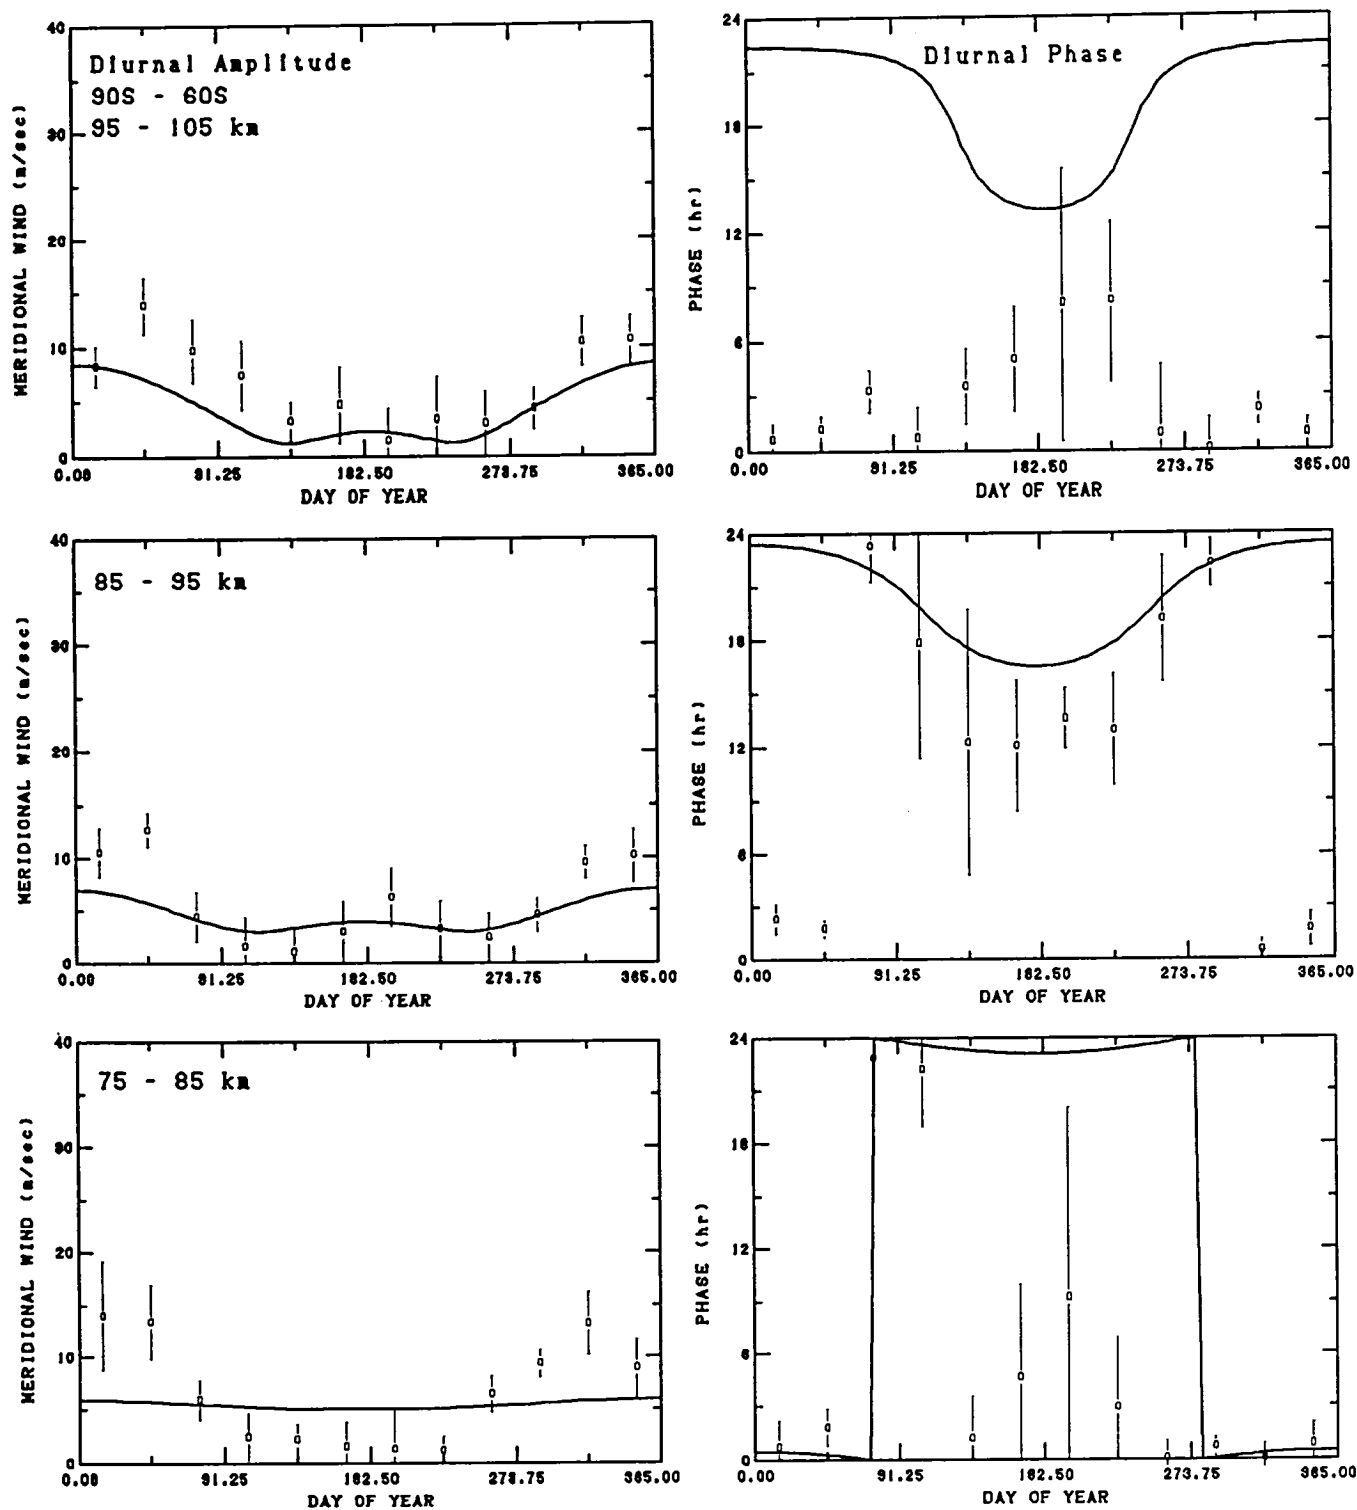 Diurnal Amplitude
90S - 60S
95 - 105 km
MERIDIONAL WIND (m/sec)
40
30
20
10
0
0.00 91.25 182.50 273.75 365.00
DAY OF YEAR
Diurnal Phase
PHASE (hr)
24
18
12
6
0
0.00 91.25 182.50 273.75 365.00
DAY OF YEAR
85 - 95 km
MERIDIONAL WIND (m/sec)
40
30
20
10
0
0.00 91.25 182.50 273.75 365.00
DAY OF YEAR
PHASE (hr)
24
18
12
6
0
0.00 91.25 182.50 273.75 365.00
DAY OF YEAR
75 - 85 km
MERIDIONAL WIND (m/sec)
40
30
20
10
0
0.00 91.25 182.50 273.75 365.00
DAY OF YEAR
PHASE (hr)
24
18
12
6
0
0.00 91.25 182.50 273.75 365.00
DAY OF YEAR